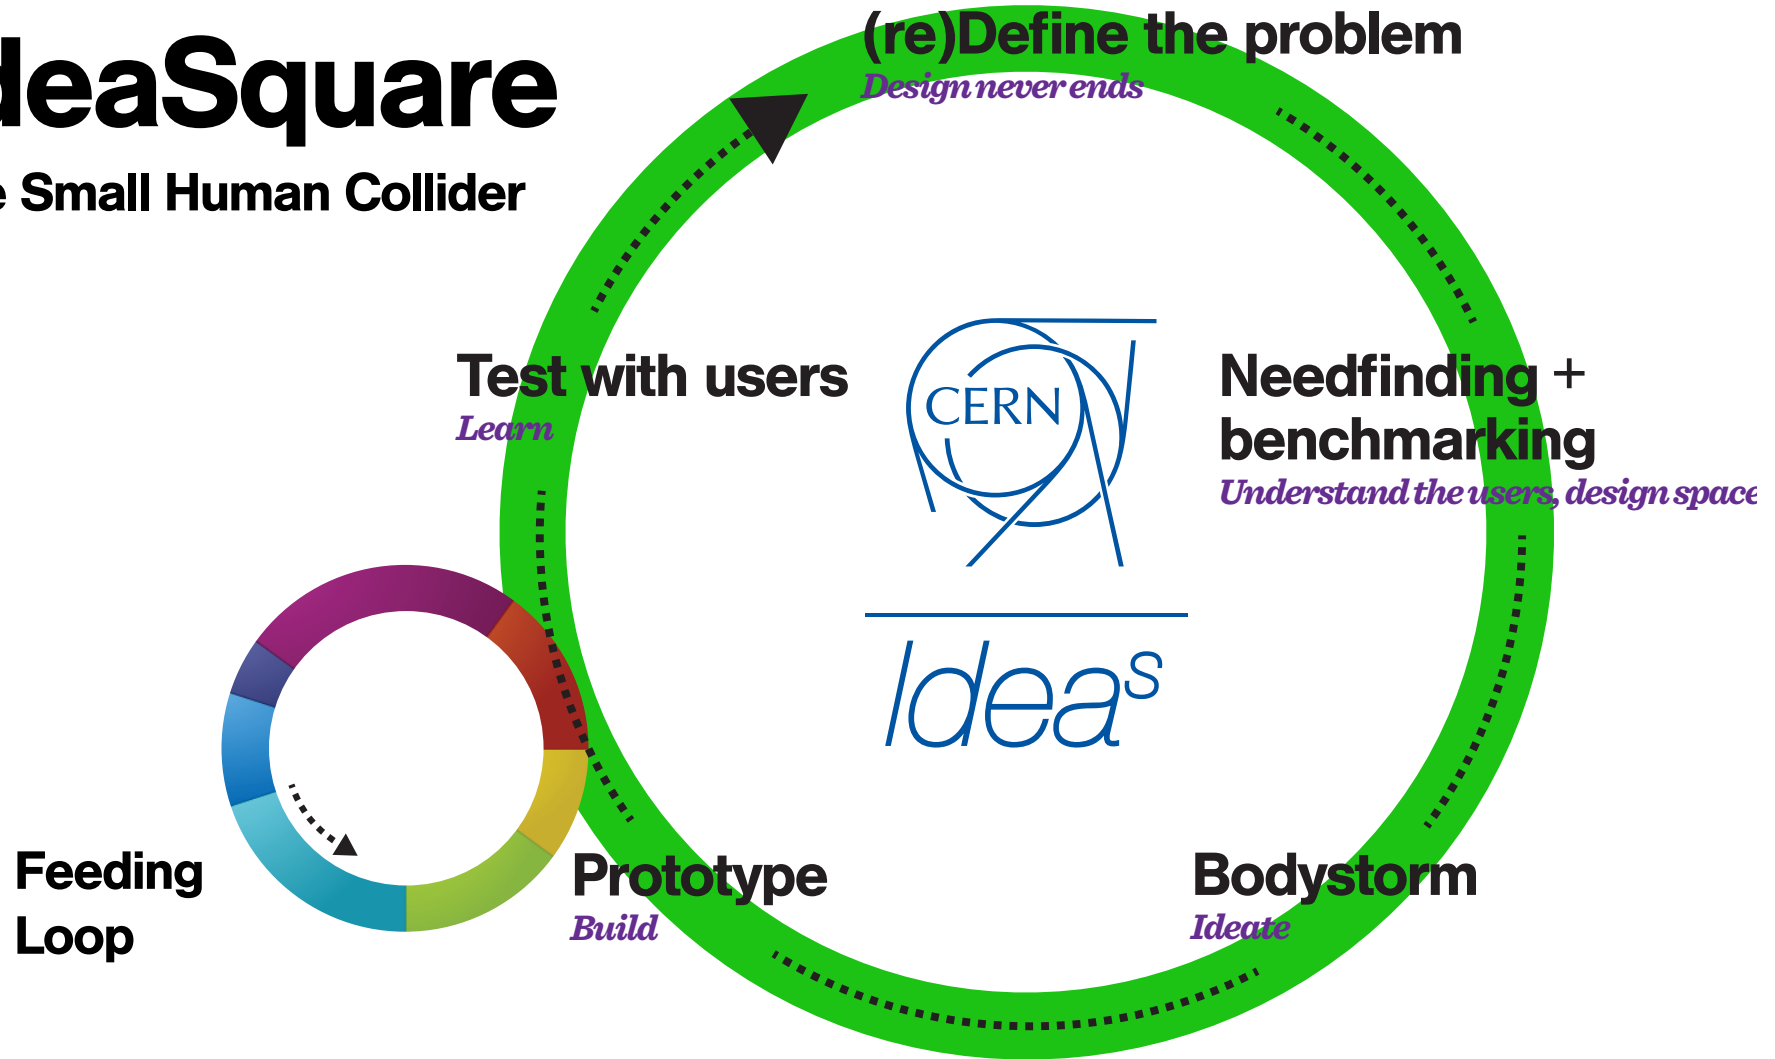 deaSquare
e Small Human Collider
(re)Define the problem
Design never ends
Needfinding +
benchmarking
Understand the users, design space
Bodystorm
Ideate
Prototype
Build
Test with users
Learn
Feeding
Loop
CERN
Ideas